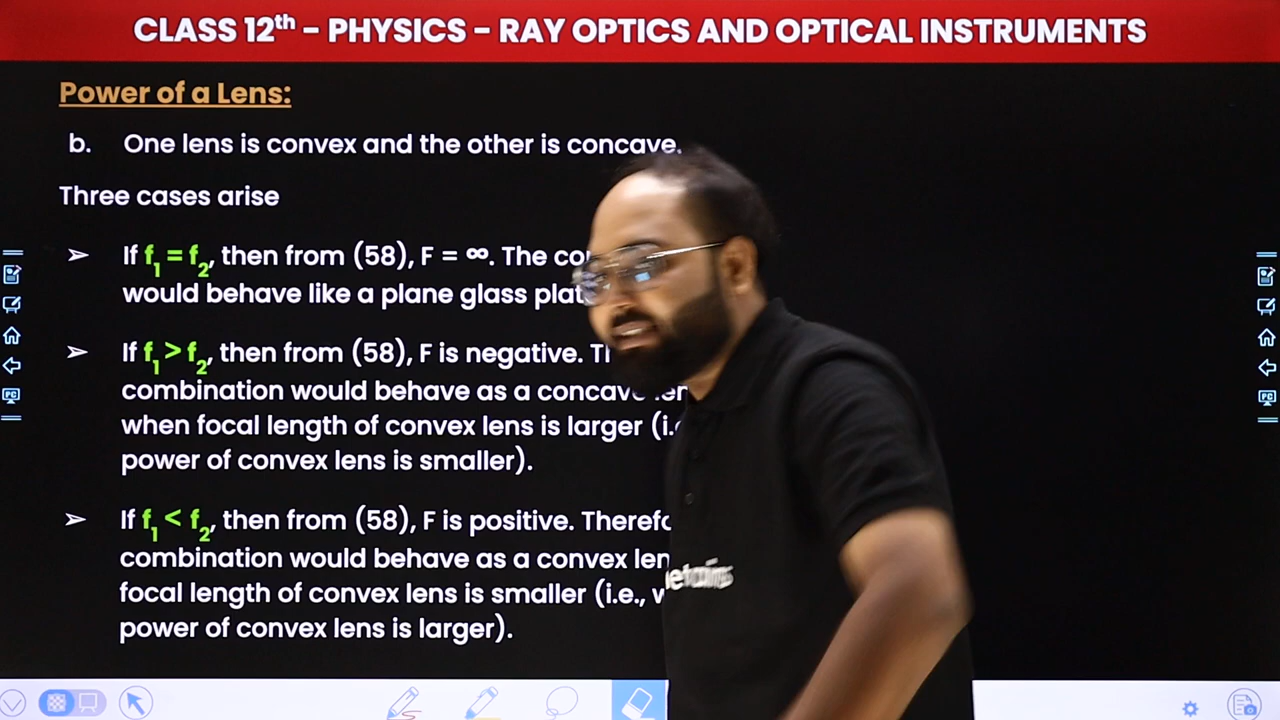 CLASS 12th – PHYSICS – RAY OPTICS AND OPTICAL INSTRUMENTS
Power of a Lens:
b. One lens is convex and the other is concave.
Three cases arise
➢ If f₁ = f₂, then from (58), F = ∞. The
would behave like a plane glass
➢ If f₁ > f₂, then from (58), F is negative.
combination would behave as a concave
when focal length of convex lens is larger
power of convex lens is smaller).
➢ If f₁ < f₂, then from (58), F is positive.
combination would behave as a convex
focal length of convex lens is smaller (i.e.,
power of convex lens is larger).
PC
PC